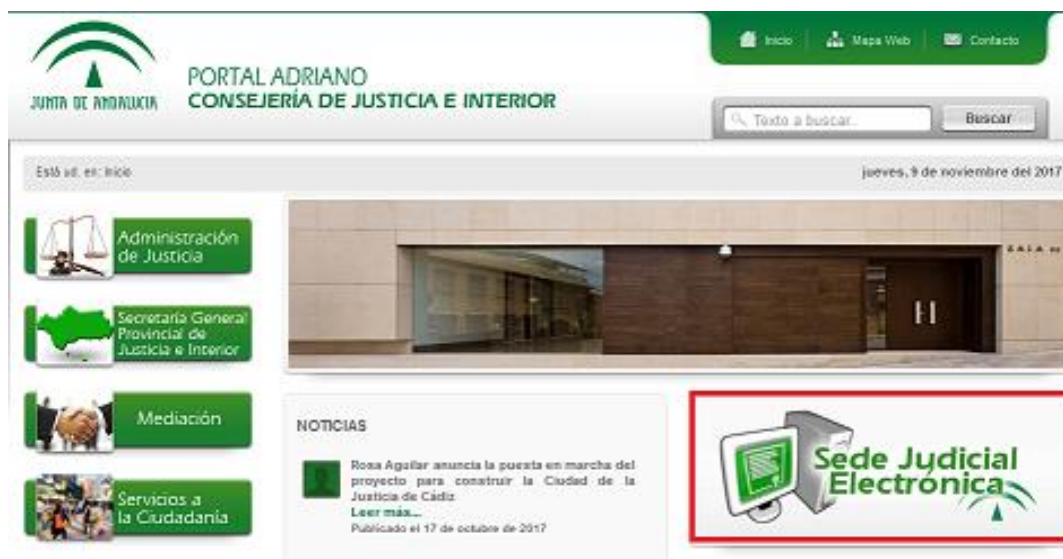 Inicio
Mapa Web
Contacto
JUNTA DE ANDALUCIA
PORTAL ADRIANO
CONSEJERÍA DE JUSTICIA E INTERIOR
Texto a buscar..
Buscar
Está ud. en: Inicio
jueves, 9 de noviembre del 2017
Administración
de Justicia
SALA
Secretaría General
Provincial de
Justicia e Interior
Mediación
Servicios a
la Ciudadanía
NOTICIAS
Rosa Aguilar anuncia la puesta en marcha del
proyecto para construir la Ciudad de la
Justicia de Cádiz
Leer más...
Publicado el 17 de octubre de 2017
Sede Judicial
Electrónica